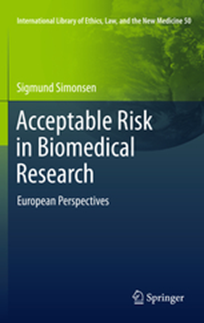 International Library of Ethics, Law, and the New Medicine 50
Sigmund Simonsen
Acceptable Risk
in Biomedical
Research
European Perspectives
Springer